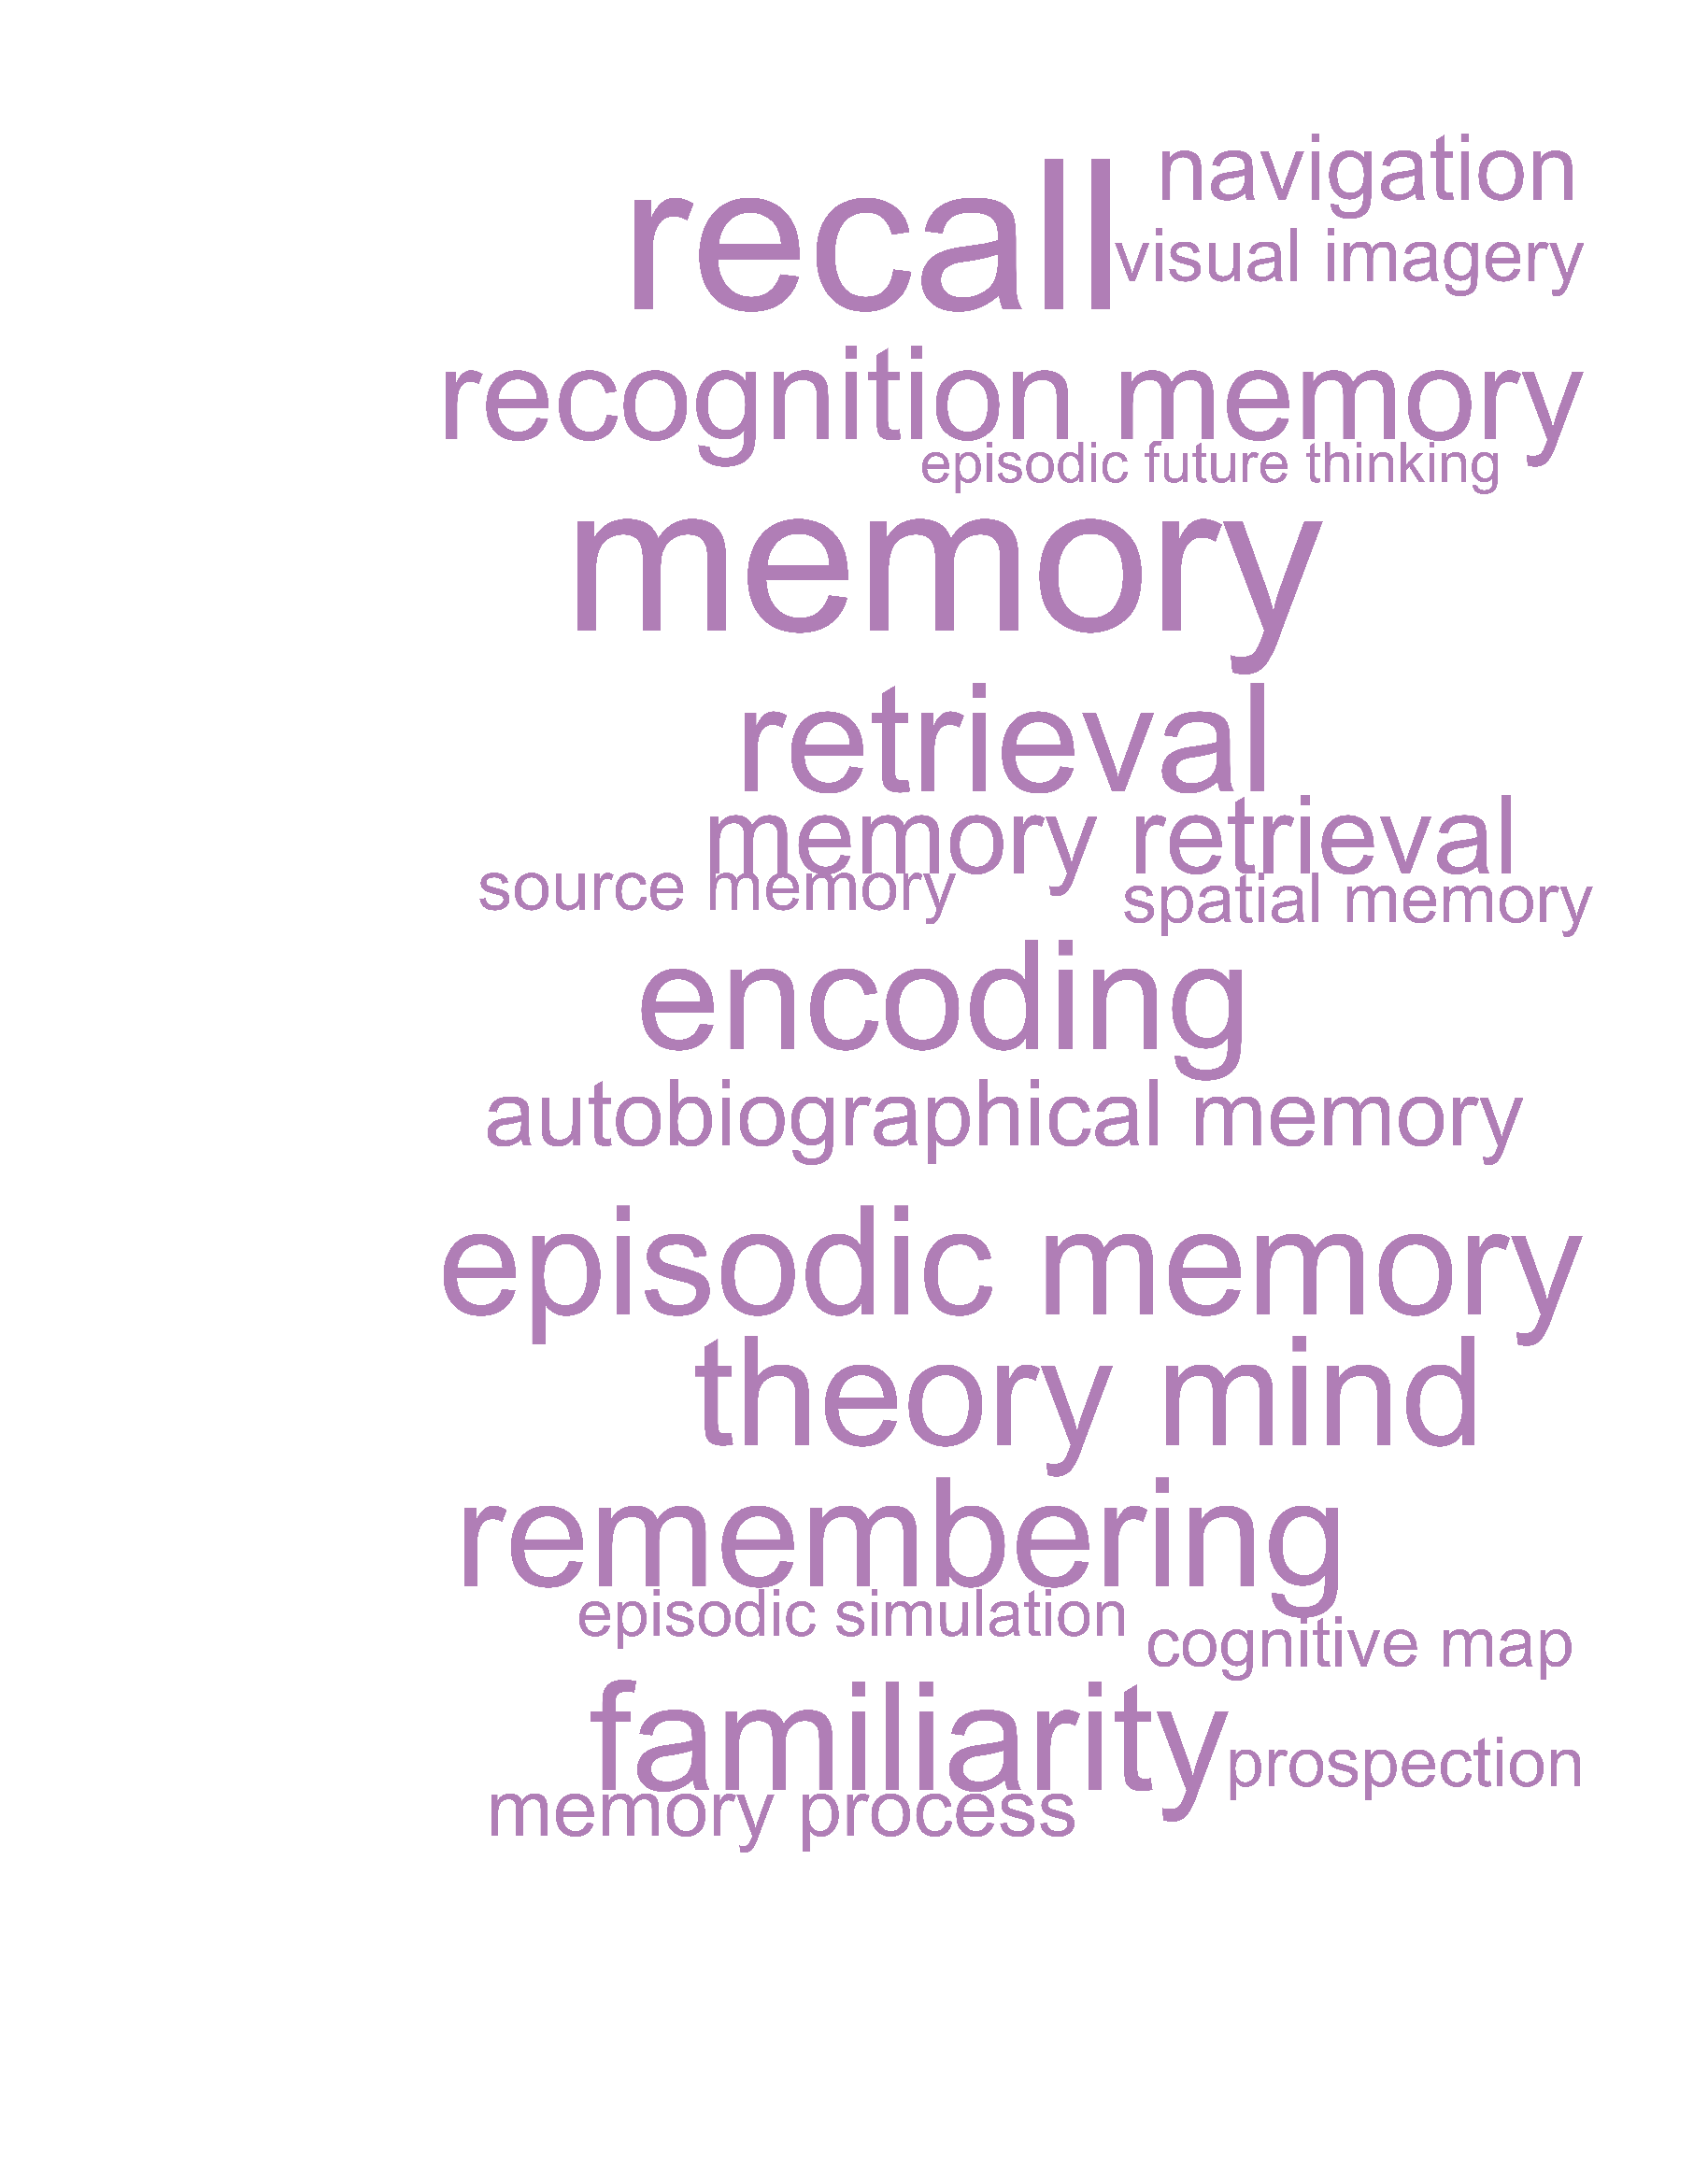 navigation
recall
visual imagery
recognition memory
episodic future thinking
memory
retrieval
memory retrieval
source memory
spatial memory
encoding
autobiographical memory
episodic memory
theory mind
remembering
episodic simulation
cognitive map
familiarity
prospection
memory process